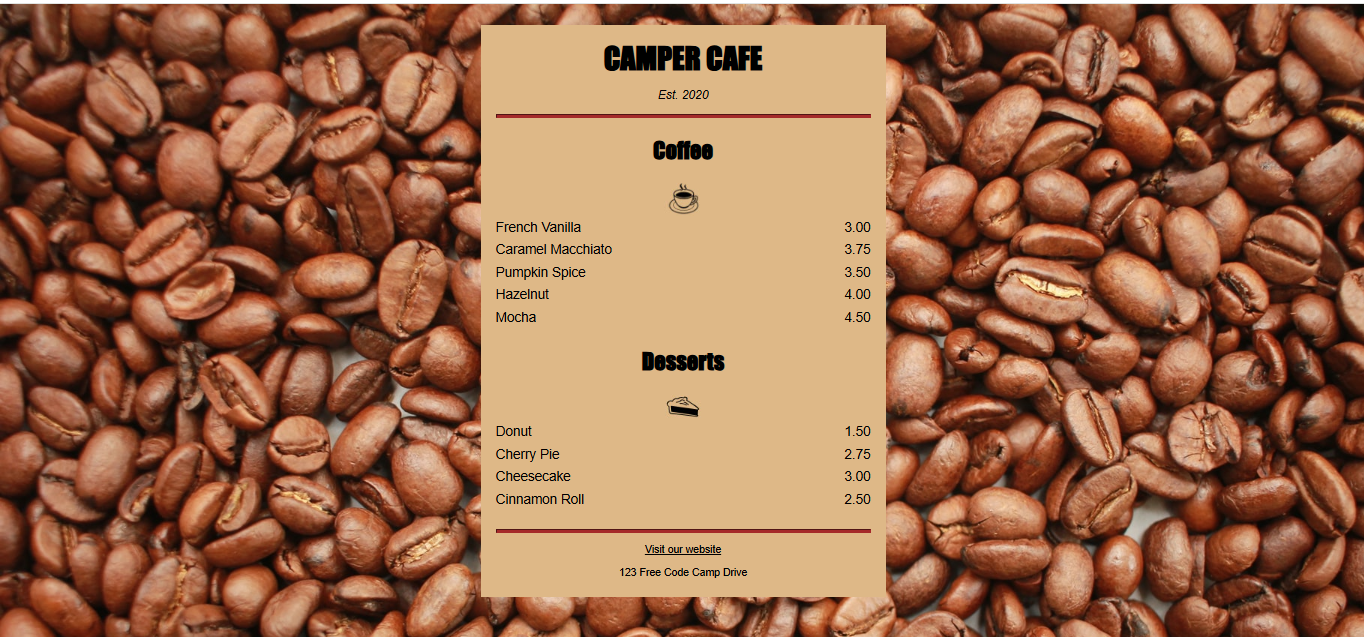 CAMPER CAFE
Est. 2020
Coffee
French Vanilla 3.00
Caramel Macchiato 3.75
Pumpkin Spice 3.50
Hazelnut 4.00
Mocha 4.50
Desserts
Donut 1.50
Cherry Pie 2.75
Cheesecake 3.00
Cinnamon Roll 2.50
Visit our website
123 Free Code Camp Drive